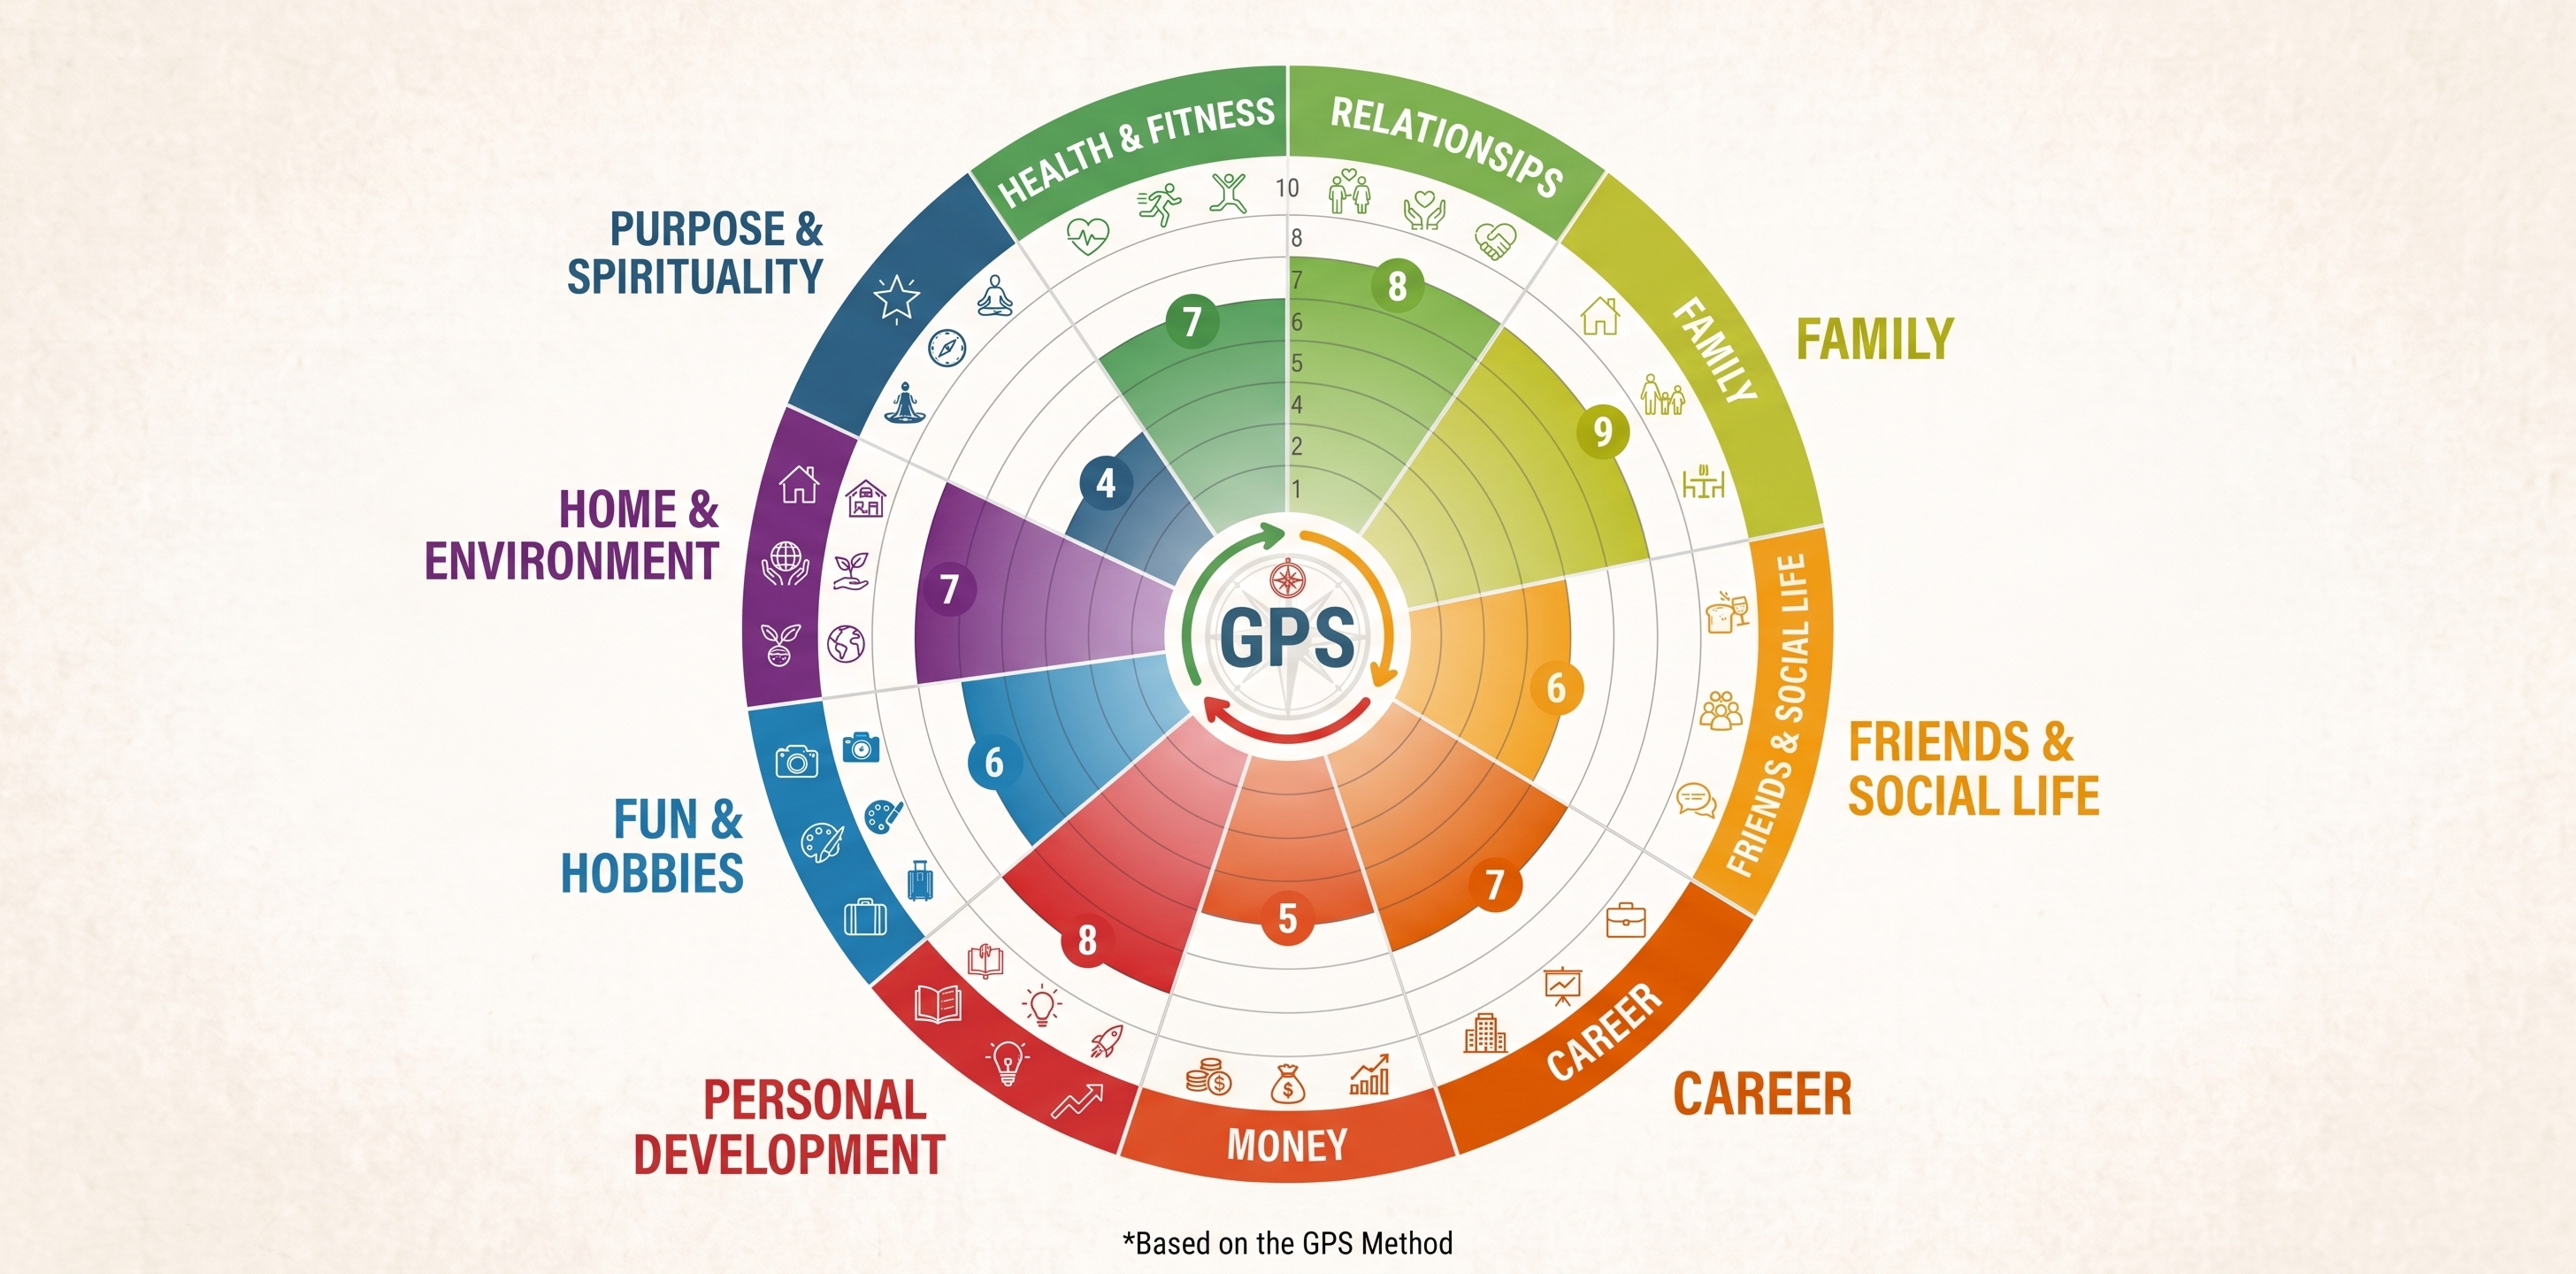 HEALTH & FITNESS
RELATIONSIPS
FAMILY
FRIENDS & SOCIAL LIFE
CAREER
MONEY
PURPOSE &
SPIRITUALITY
HOME &
ENVIRONMENT
FUN &
HOBBIES
PERSONAL
DEVELOPMENT
FAMILY
FRIENDS &
SOCIAL LIFE
CAREER
10
8
7
6
5
4
2
1
7
8
9
6
7
5
8
6
7
4
GPS
*Based on the GPS Method